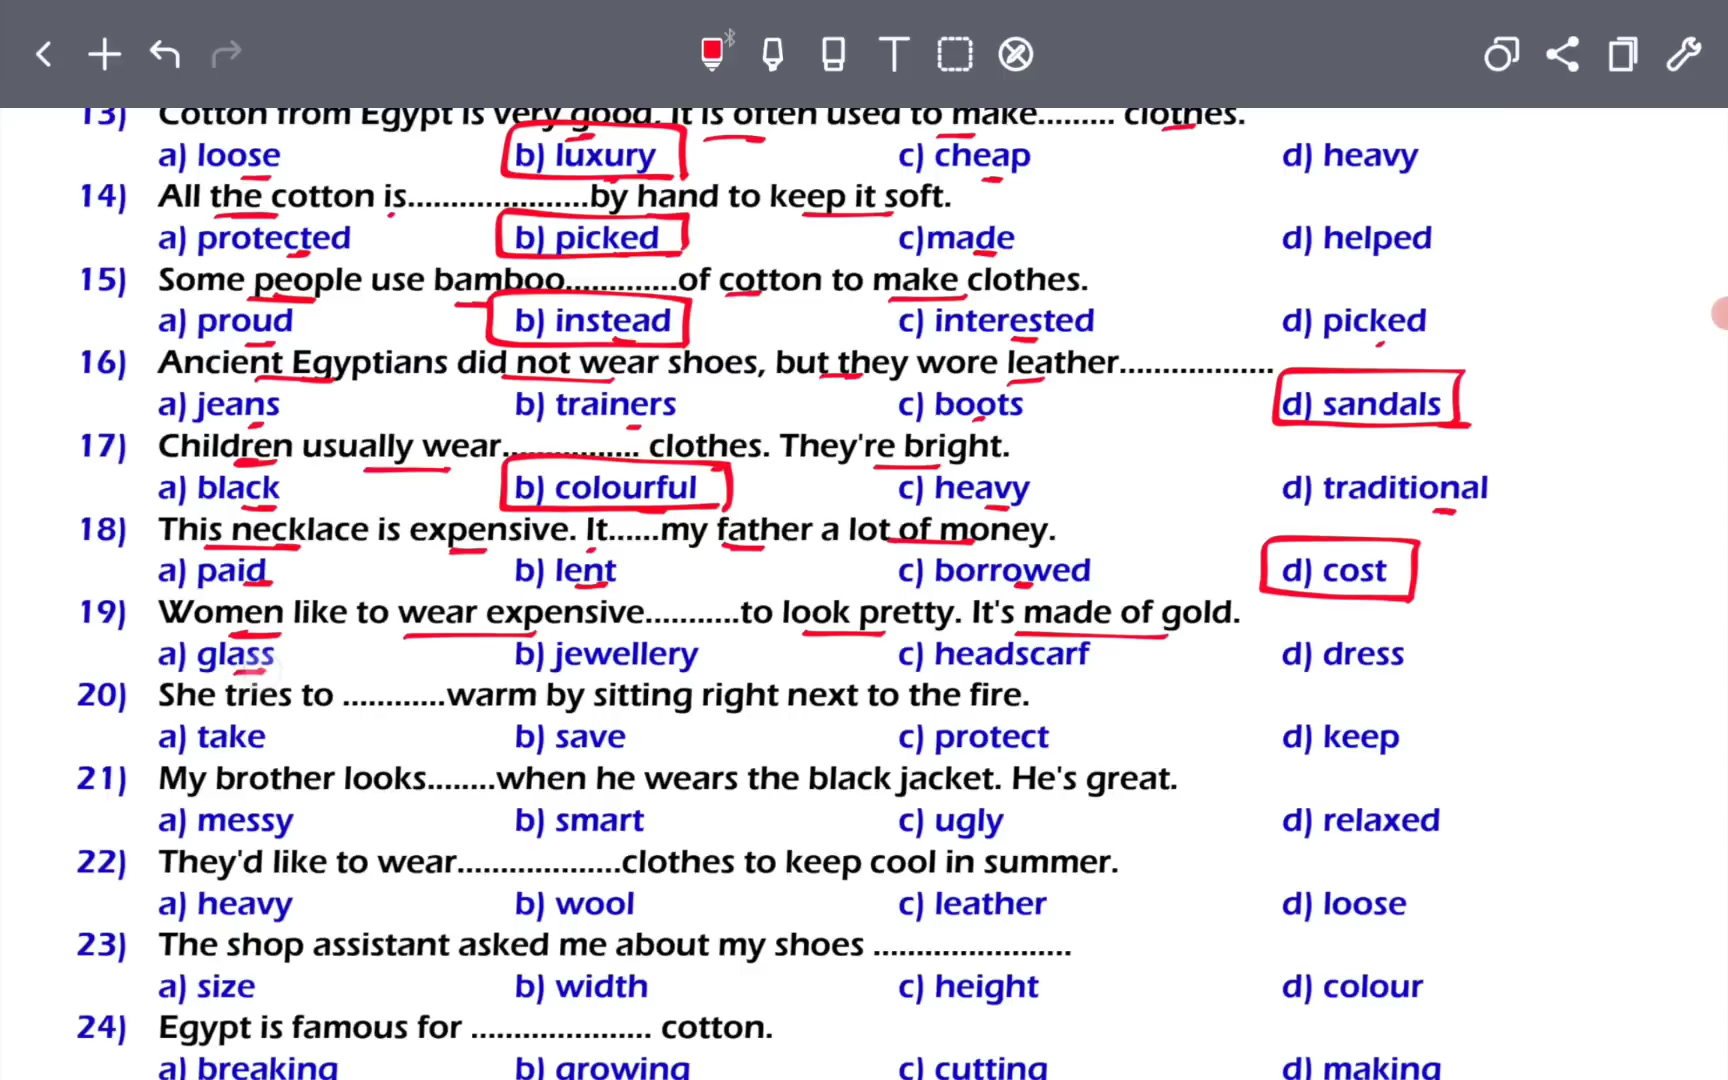 13) Cotton from Egypt is very good. It is often used to make......... clothes.
a) loose b) luxury c) cheap d) heavy
14) All the cotton is.....................by hand to keep it soft.
a) protected b) picked c)made d) helped
15) Some people use bamboo.............of cotton to make clothes.
a) proud b) instead c) interested d) picked
16) Ancient Egyptians did not wear shoes, but they wore leather..................
a) jeans b) trainers c) boots d) sandals
17) Children usually wear................ clothes. They're bright.
a) black b) colourful c) heavy d) traditional
18) This necklace is expensive. It......my father a lot of money.
a) paid b) lent c) borrowed d) cost
19) Women like to wear expensive...........to look pretty. It's made of gold.
a) glass b) jewellery c) headscarf d) dress
20) She tries to ............warm by sitting right next to the fire.
a) take b) save c) protect d) keep
21) My brother looks........when he wears the black jacket. He's great.
a) messy b) smart c) ugly d) relaxed
22) They'd like to wear...................clothes to keep cool in summer.
a) heavy b) wool c) leather d) loose
23) The shop assistant asked me about my shoes .......................
a) size b) width c) height d) colour
24) Egypt is famous for ..................... cotton.
a) breaking b) growing c) cutting d) making